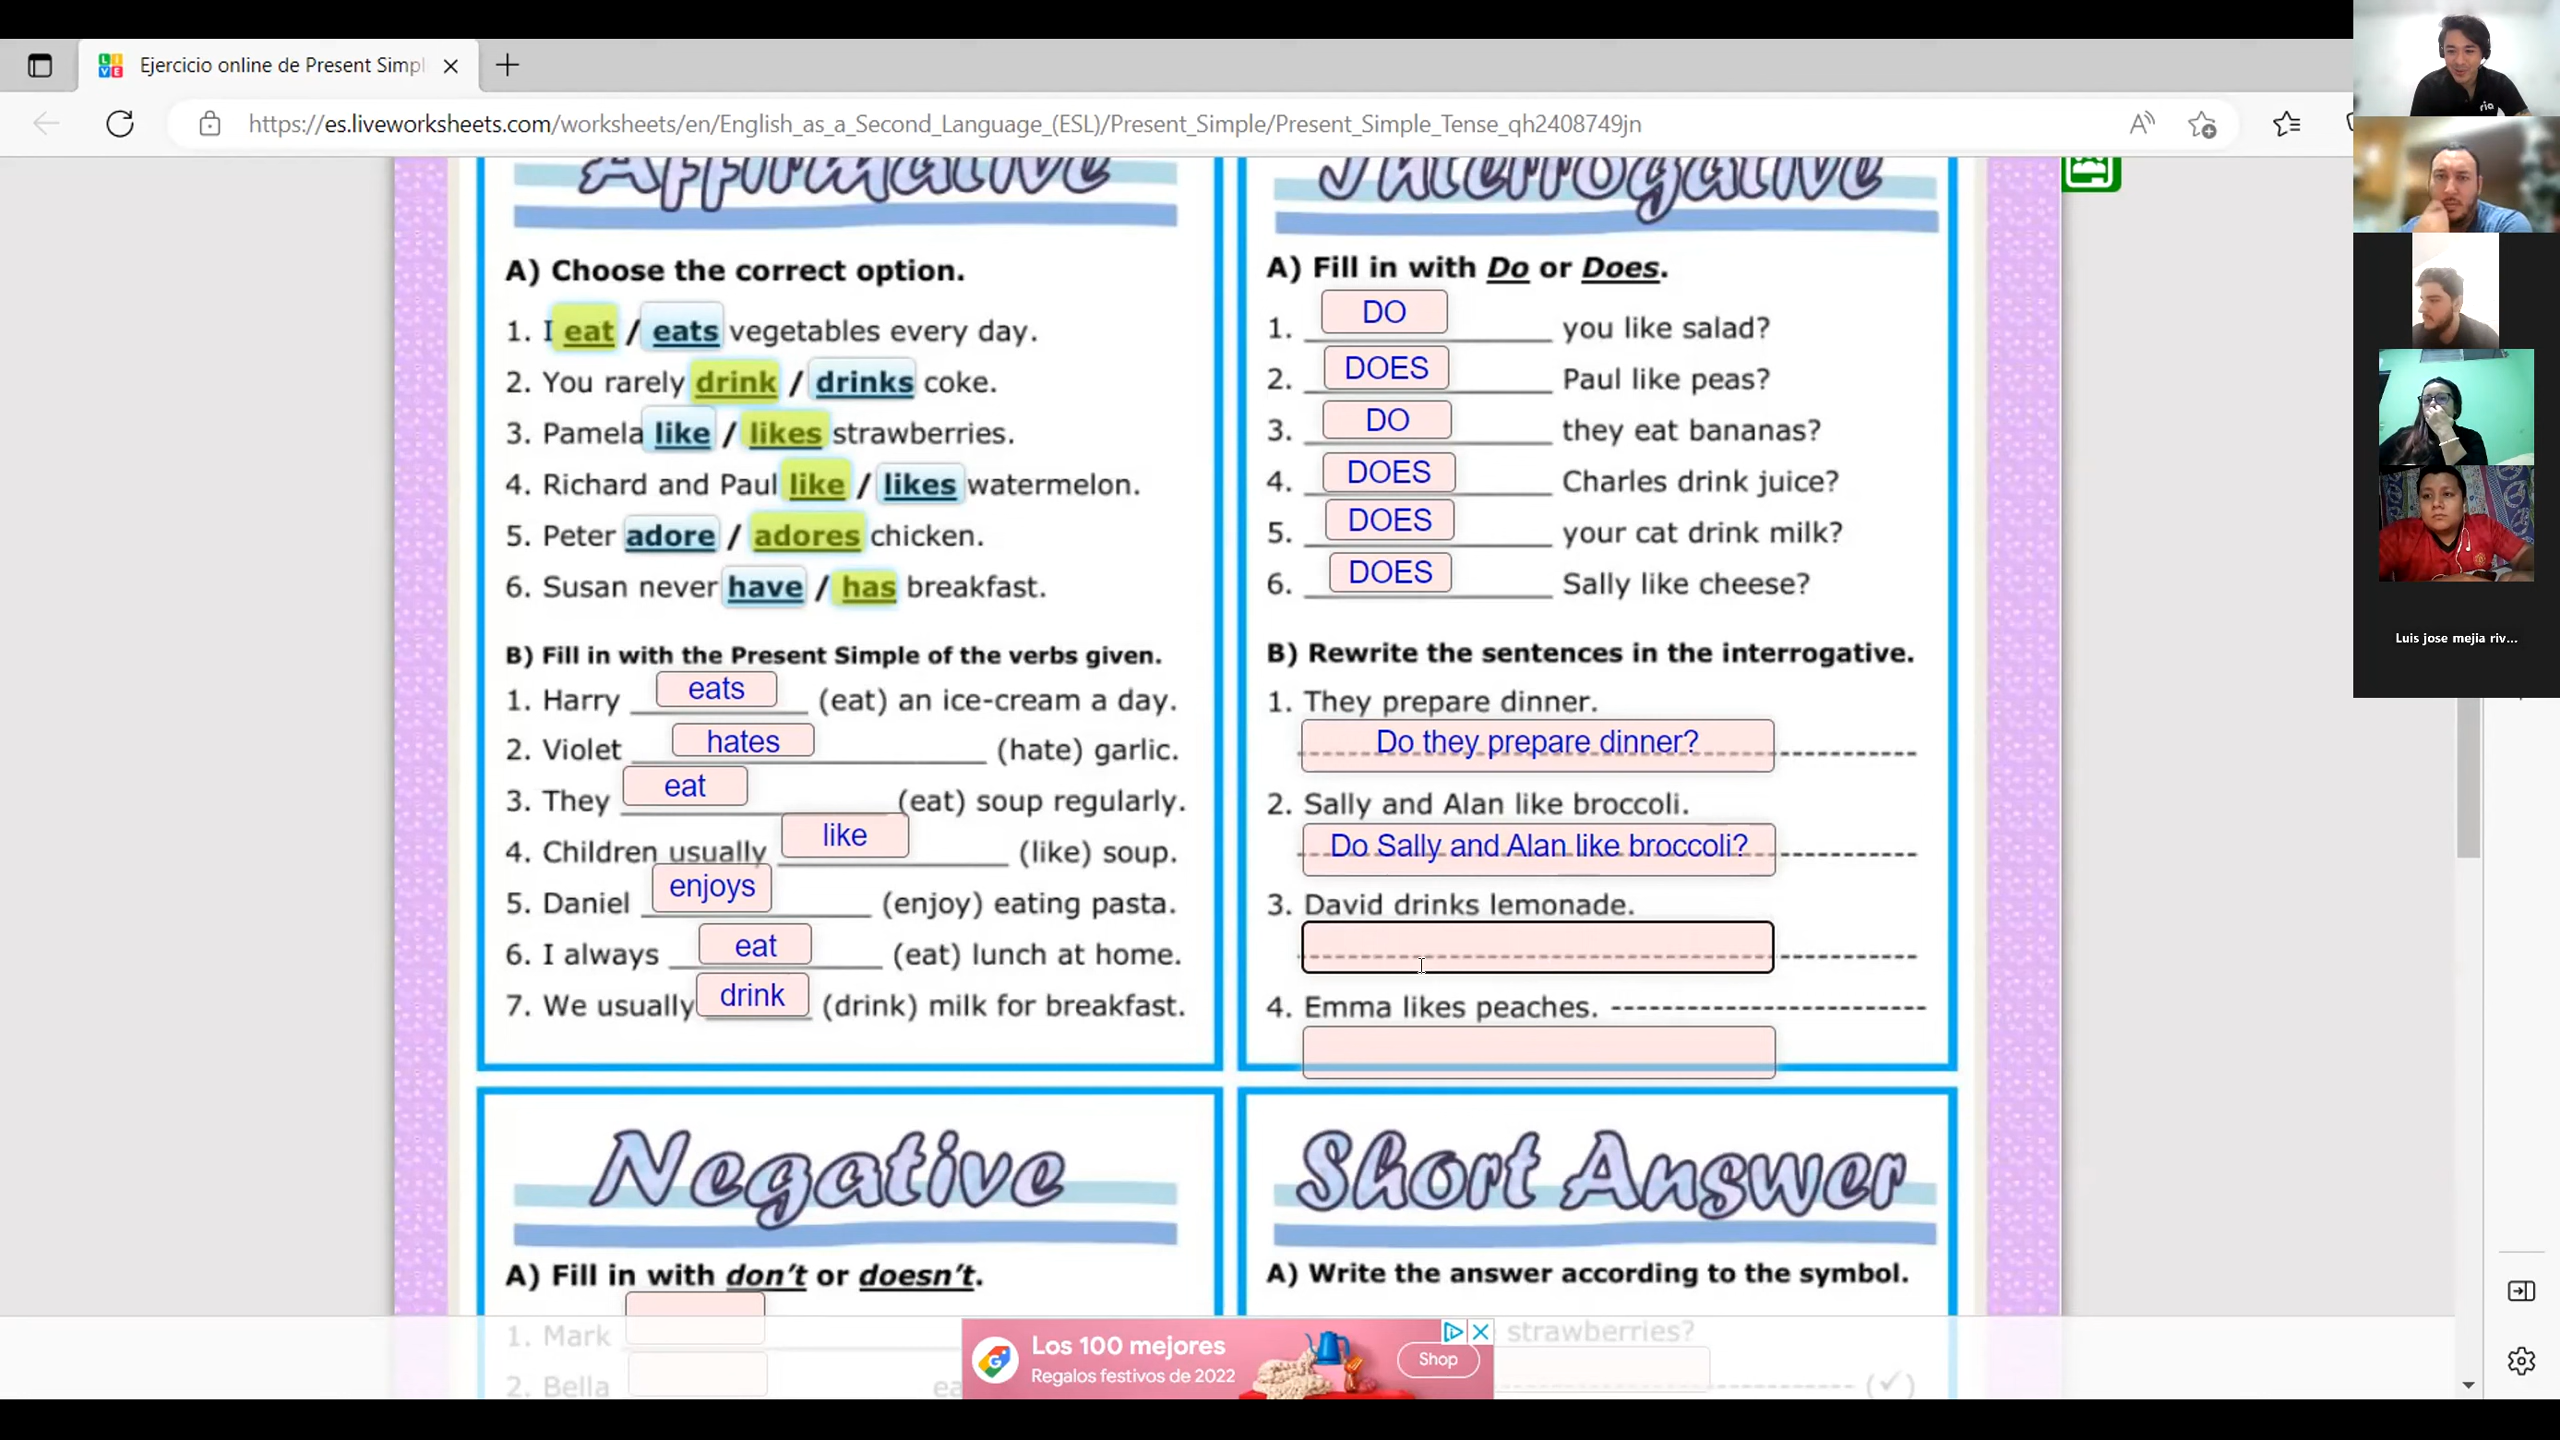 Ejercicio online de Present Simpl
https://es.liveworksheets.com/worksheets/en/English_as_a_Second_Language_(ESL)/Present_Simple/Present_Simple_Tense_qh2408749jn
ria
Affirmative
A) Choose the correct option.
1. I eat / eats vegetables every day.
2. You rarely drink / drinks coke.
3. Pamela like / likes strawberries.
4. Richard and Paul like / likes watermelon.
5. Peter adore / adores chicken.
6. Susan never have / has breakfast.
B) Fill in with the Present Simple of the verbs given.
1. Harry eats (eat) an ice-cream a day.
2. Violet hates (hate) garlic.
3. They eat (eat) soup regularly.
4. Children usually like (like) soup.
5. Daniel enjoys (enjoy) eating pasta.
6. I always eat (eat) lunch at home.
7. We usually drink (drink) milk for breakfast.
Interrogative
A) Fill in with Do or Does.
1. DO you like salad?
2. DOES Paul like peas?
3. DO they eat bananas?
4. DOES Charles drink juice?
5. DOES your cat drink milk?
6. DOES Sally like cheese?
B) Rewrite the sentences in the interrogative.
1. They prepare dinner.
Do they prepare dinner?
2. Sally and Alan like broccoli.
Do Sally and Alan like broccoli?
3. David drinks lemonade.
4. Emma likes peaches.
Negative
A) Fill in with don't or doesn't.
1. Mark
2. Bella
Short Answer
A) Write the answer according to the symbol.
strawberries?
Los 100 mejores
Regalos festivos de 2022
Shop
Luis jose mejia riv...